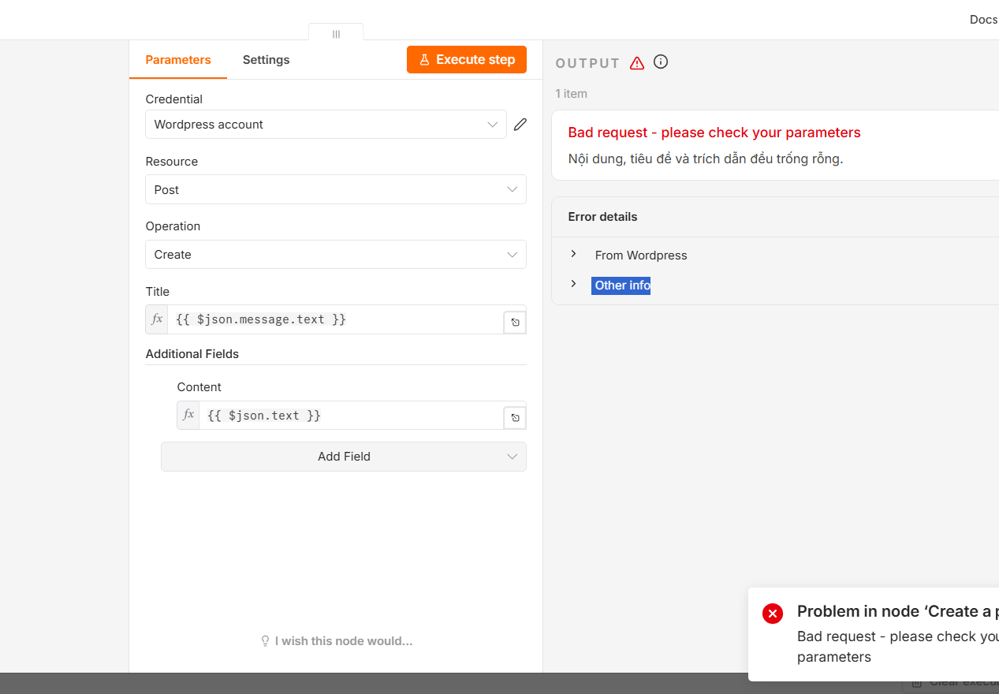 Docs
Parameters
Settings
Execute step
OUTPUT
1 item
Credential
Wordpress account
Resource
Post
Operation
Create
Title
fx {{ $json.message.text }}
Additional Fields
Content
fx {{ $json.text }}
Add Field
I wish this node would...
Bad request - please check your parameters
Nội dung, tiêu đề và trích dẫn đều trống rỗng.
Error details
From Wordpress
Other info
Problem in node ‘Create a p
Bad request - please check you
parameters
Clear execu